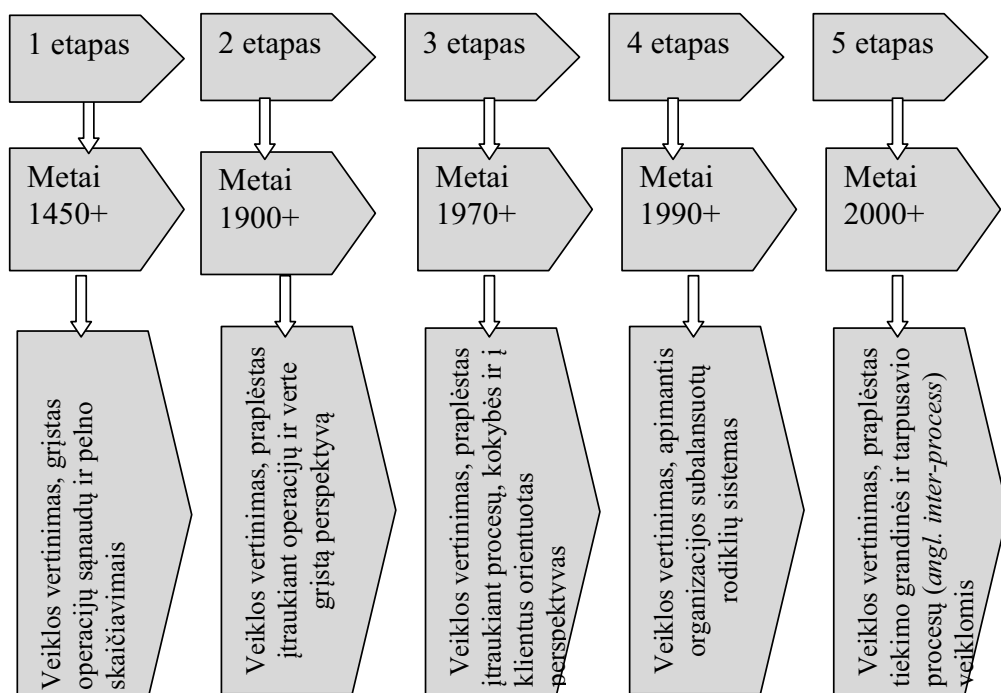 1 etapas
2 etapas
3 etapas
4 etapas
5 etapas
Metai
1450+
Metai
1900+
Metai
1970+
Metai
1990+
Metai
2000+
Veiklos vertinimas, grįstas
operacijų sąnaudų ir pelno
skaičiavimais
Veiklos vertinimas, praplėstas
įtraukiant operacijų ir verte
grįstą perspektyvą
Veiklos vertinimas, praplėstas
įtraukiant procesų, kokybės ir į
klientus orientuotas
perspektyvas
Veiklos vertinimas, apimantis
organizacijos subalansuotų
rodiklių sistemas
Veiklos vertinimas, praplėstas
tiekimo grandinės ir tarpusavio
procesų (angl. inter-process)
veiklomis